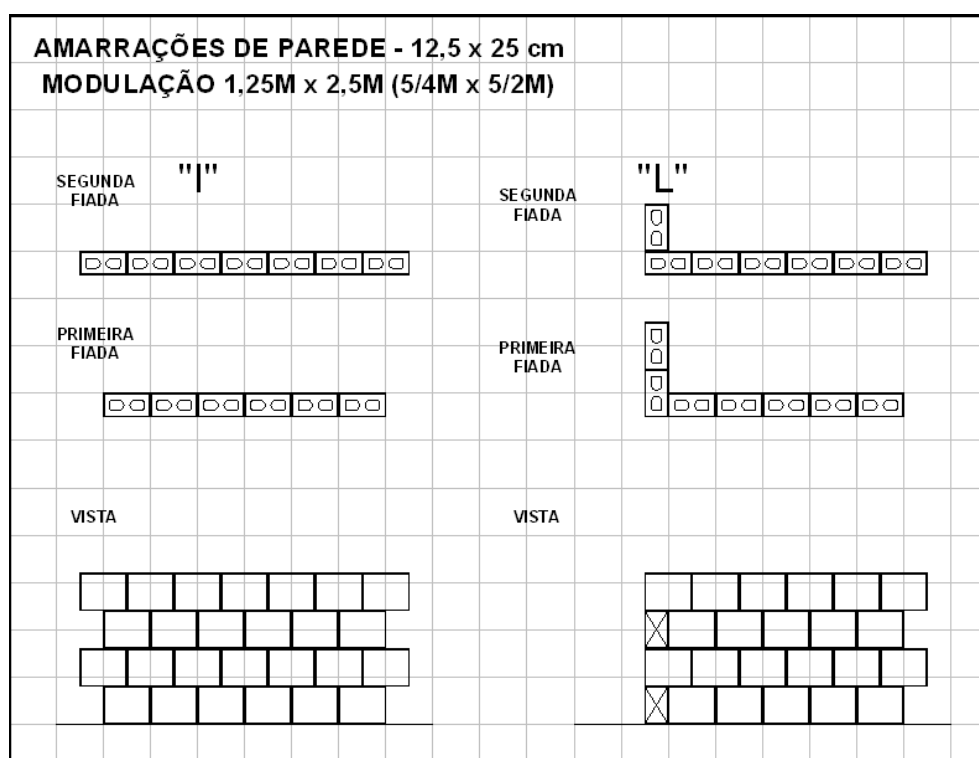 AMARRAÇÕES DE PAREDE - 12,5 x 25 cm
MODULAÇÃO 1,25M x 2,5M (5/4M x 5/2M)
"I"
SEGUNDA
FIADA
PRIMEIRA
FIADA
VISTA
"L"
SEGUNDA
FIADA
PRIMEIRA
FIADA
VISTA